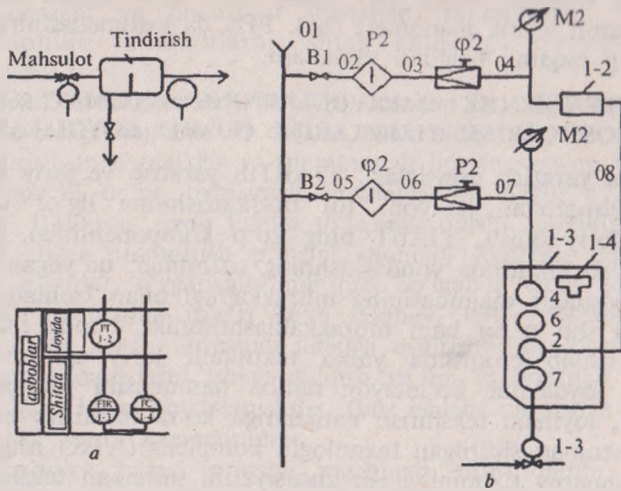 Tindirish
Mahsulot
01
B1
02
P2
03
φ2
04
M2
1-2
M2
B2
05
φ2
06
P2
07
08
1-3
1-4
4
6
2
7
1-3
asboblar
Joyida
Shitda
FT
1-2
FIR
1-3
FC
1-4
a
b